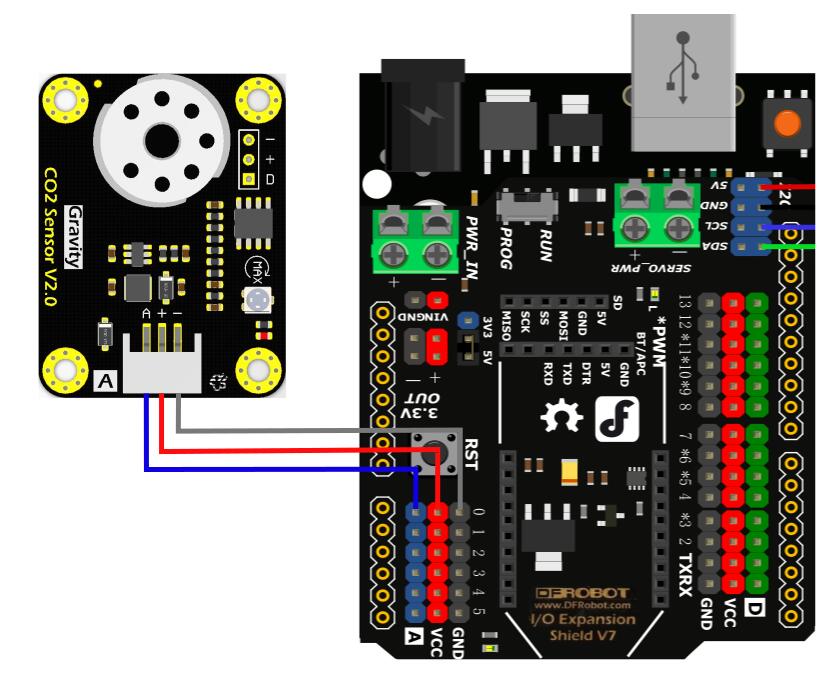 CO2 Sensor V2.0
Gravity
−
+
D
MAX
A + −
A
+
−
PWR_IN
PROG
RUN
+
−
SERVO_PWR
5V
GND
SCL
SDA
VIN
GND
3V3
5V
−
+
OUT
3.3V
RST
MISO
SCK
SS
MOSI
GND
5V
SD
RXD
TXD
DTR
5V
GND
BT/APC
L
*PWM
13
12
*11
*10
*9
8
7
*6
*5
4
*3
2
TXRX
GND
VCC
D
0
1
2
3
4
5
A
VCC
GND
DFROBOT
www.DFRobot.com
I/O Expansion
Shield V7